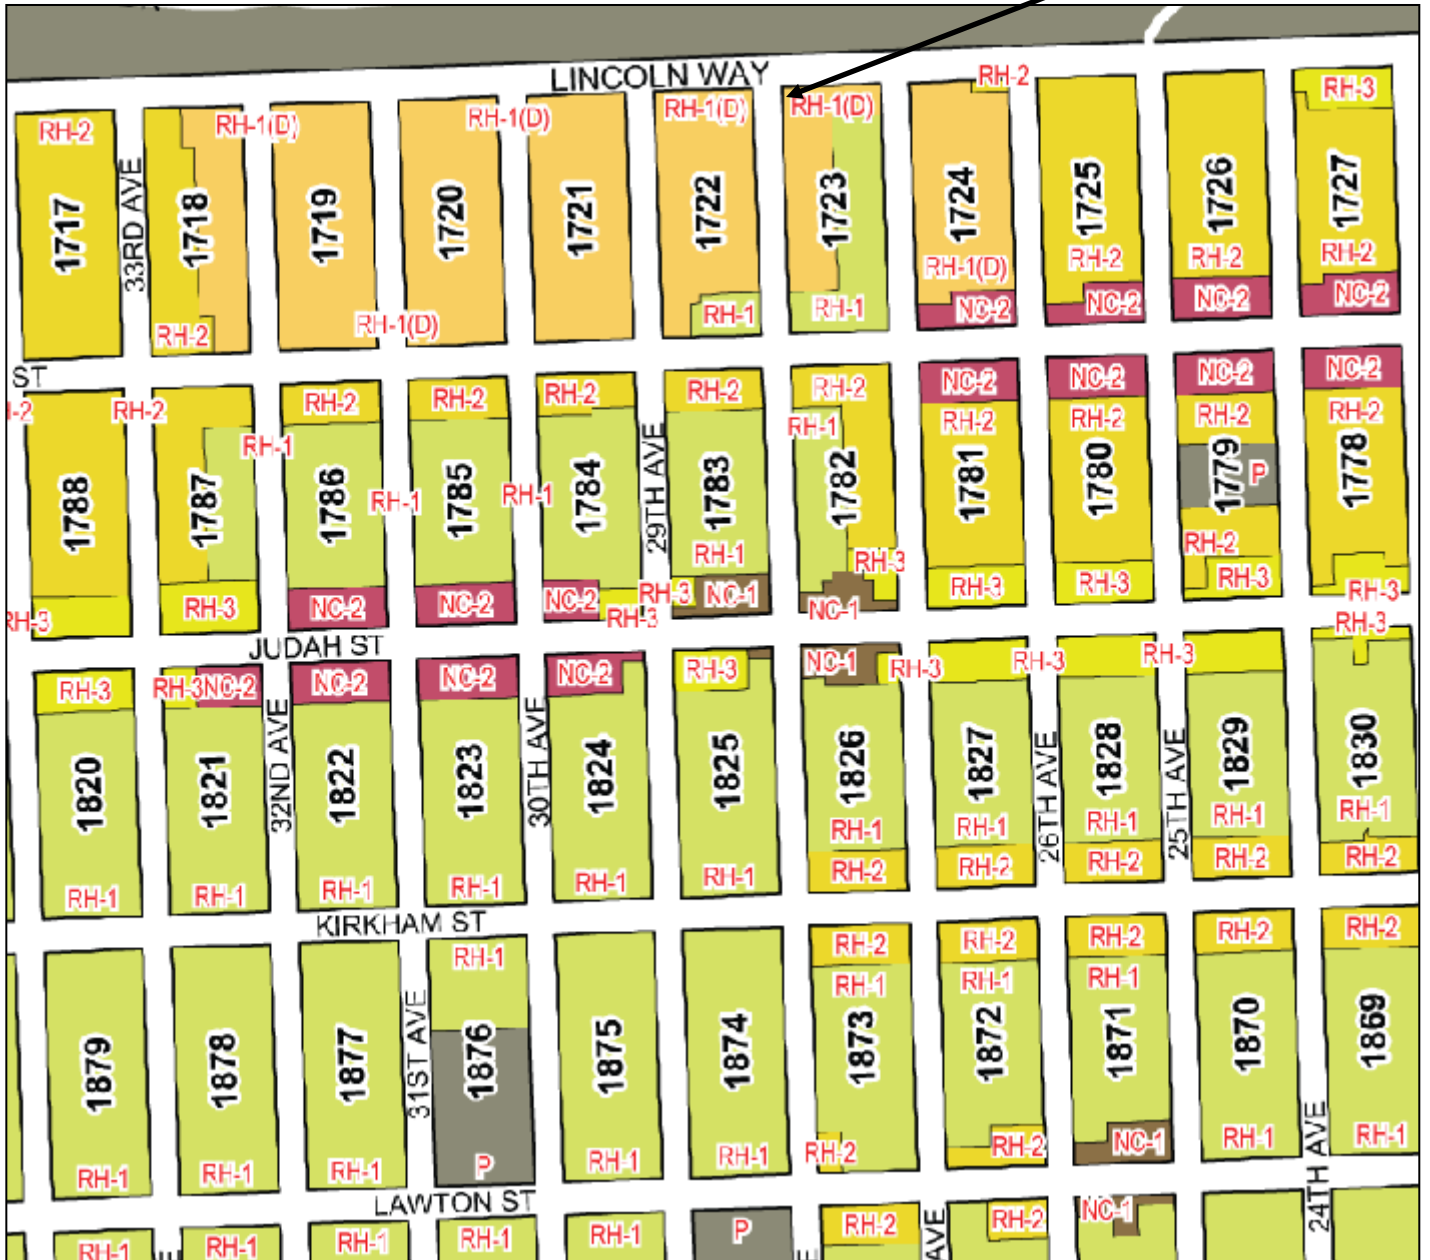 LINCOLN WAY
RH-2
RH-3
RH-2
RH-1(D)
RH-1(D)
RH-1(D)
RH-1(D)
1717
33RD AVE
1718
1719
1720
1721
1722
1723
1724
1725
1726
1727
RH-2
RH-1(D)
RH-1
RH-1
RH-1(D)
NC-2
RH-2
NC-2
RH-2
NC-2
RH-2
NC-2
ST
RH-2
RH-2
RH-2
RH-2
RH-2
RH-2
NC-2
NC-2
NC-2
NC-2
RH-1
RH-1
RH-2
RH-2
RH-2
RH-2
1788
1787
1786
RH-1
1785
RH-1
1784
29TH AVE
1783
1782
1781
1780
1779
P
1778
RH-1
RH-3
RH-2
RH-3
RH-3
NC-2
NC-2
NC-2
RH-3
RH-3
NC-1
NC-1
RH-3
RH-3
RH-3
RH-3
JUDAH ST
RH-3
RH-3
RH-3
NC-2
NC-2
NC-2
NC-2
RH-3
NC-1
RH-3
RH-3
RH-3
1820
1821
32ND AVE
1822
1823
30TH AVE
1824
1825
1826
1827
26TH AVE
1828
25TH AVE
1829
1830
RH-1
RH-1
RH-1
RH-1
RH-1
RH-1
RH-1
RH-2
RH-1
RH-2
RH-1
RH-2
RH-1
RH-2
RH-1
RH-2
KIRKHAM ST
RH-1
RH-2
RH-2
RH-2
RH-2
RH-2
RH-1
RH-1
RH-1
1879
1878
1877
31ST AVE
1876
1875
1874
1873
1872
1871
1870
1869
RH-1
RH-1
RH-1
P
RH-1
RH-1
RH-2
RH-2
NC-1
RH-1
RH-1
LAWTON ST
24TH AVE
RH-1
RH-1
RH-1
RH-1
RH-1
P
RH-2
AVE
RH-2
NC-1